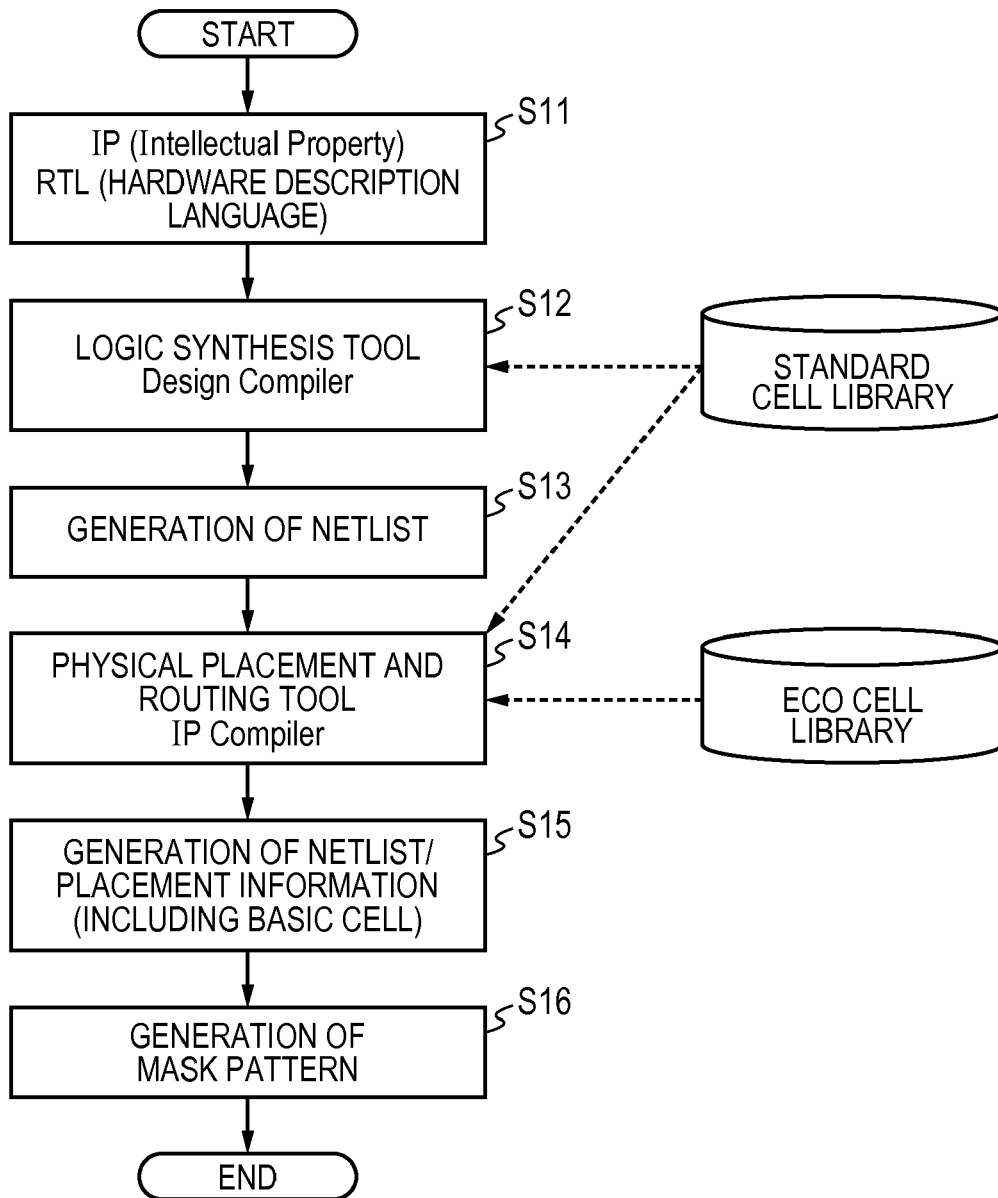 START
S11
IP (Intellectual Property)
RTL (HARDWARE DESCRIPTION
LANGUAGE)
S12
LOGIC SYNTHESIS TOOL
Design Compiler
STANDARD
CELL LIBRARY
S13
GENERATION OF NETLIST
S14
PHYSICAL PLACEMENT AND
ROUTING TOOL
IP Compiler
ECO CELL
LIBRARY
S15
GENERATION OF NETLIST/
PLACEMENT INFORMATION
(INCLUDING BASIC CELL)
S16
GENERATION OF
MASK PATTERN
END